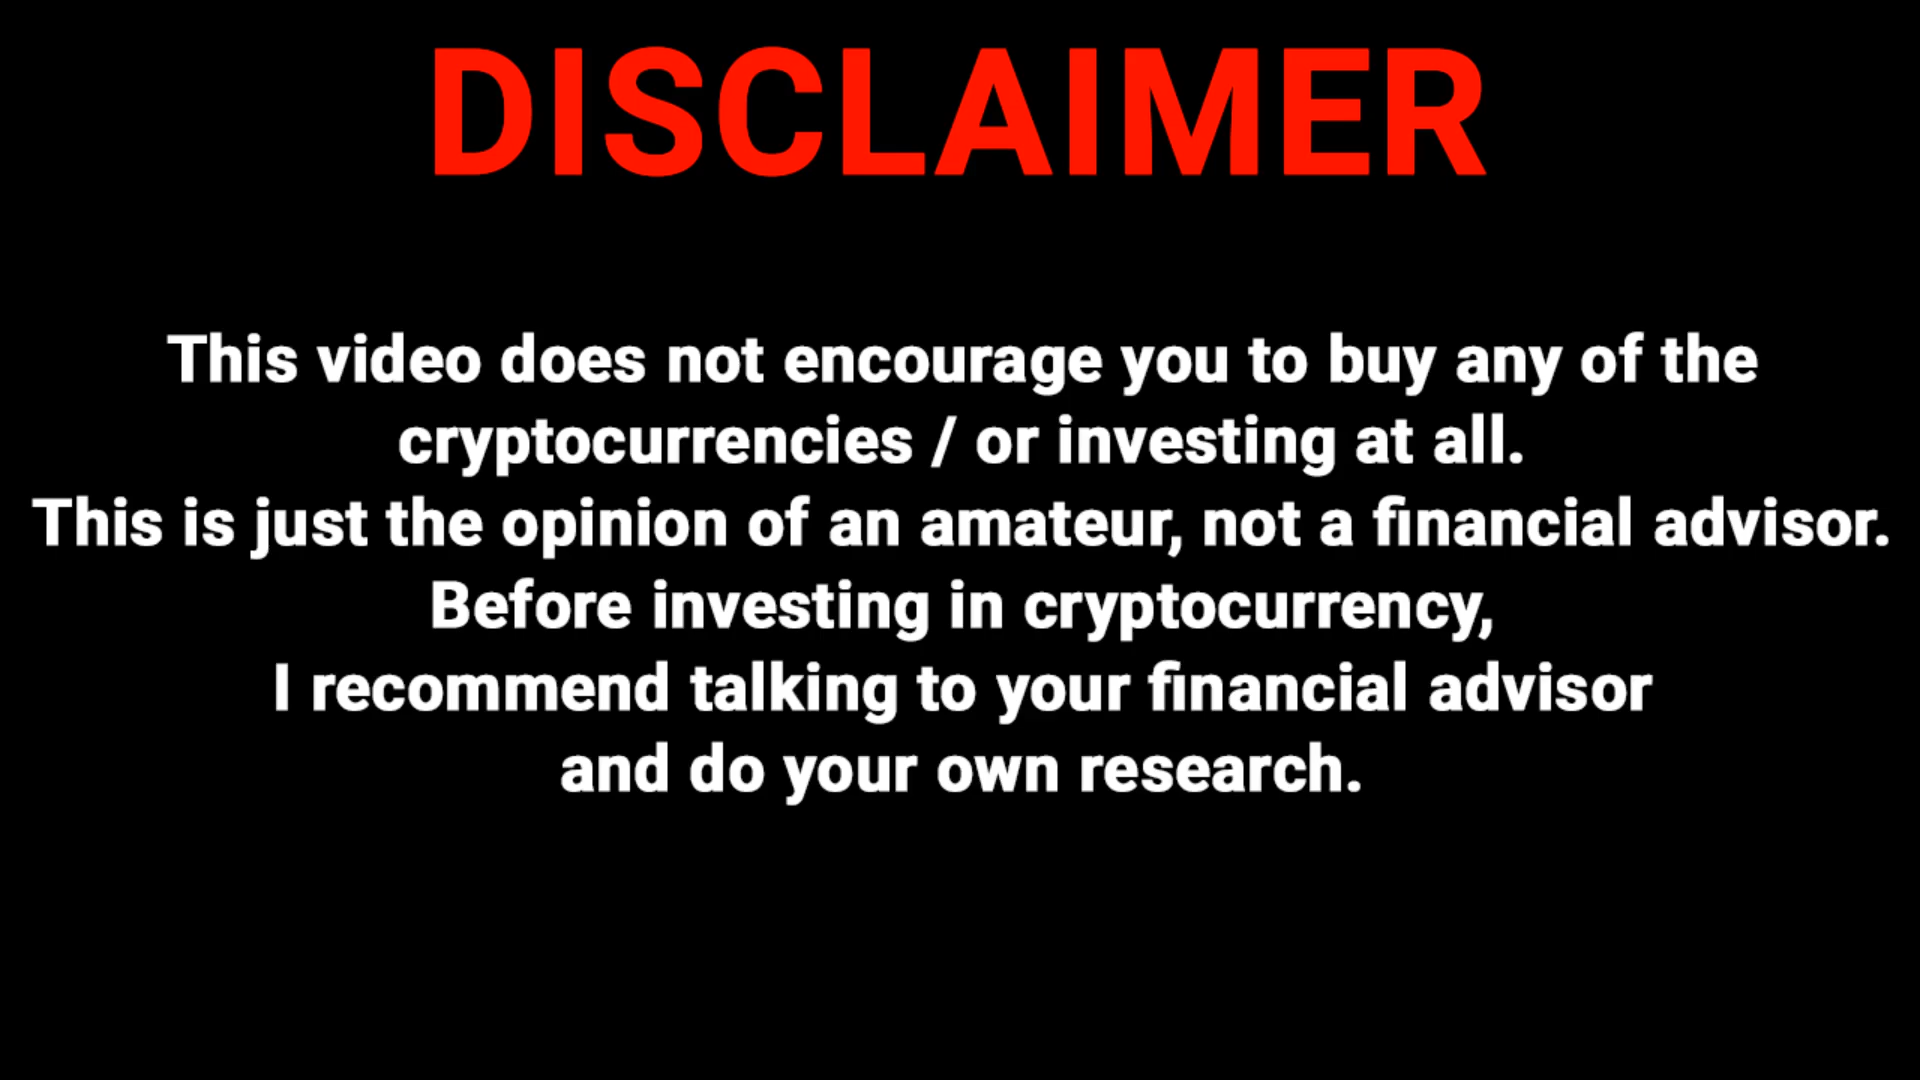 DISCLAIMER
This video does not encourage you to buy any of the
cryptocurrencies / or investing at all.
This is just the opinion of an amateur, not a financial advisor.
Before investing in cryptocurrency,
I recommend talking to your financial advisor
and do your own research.